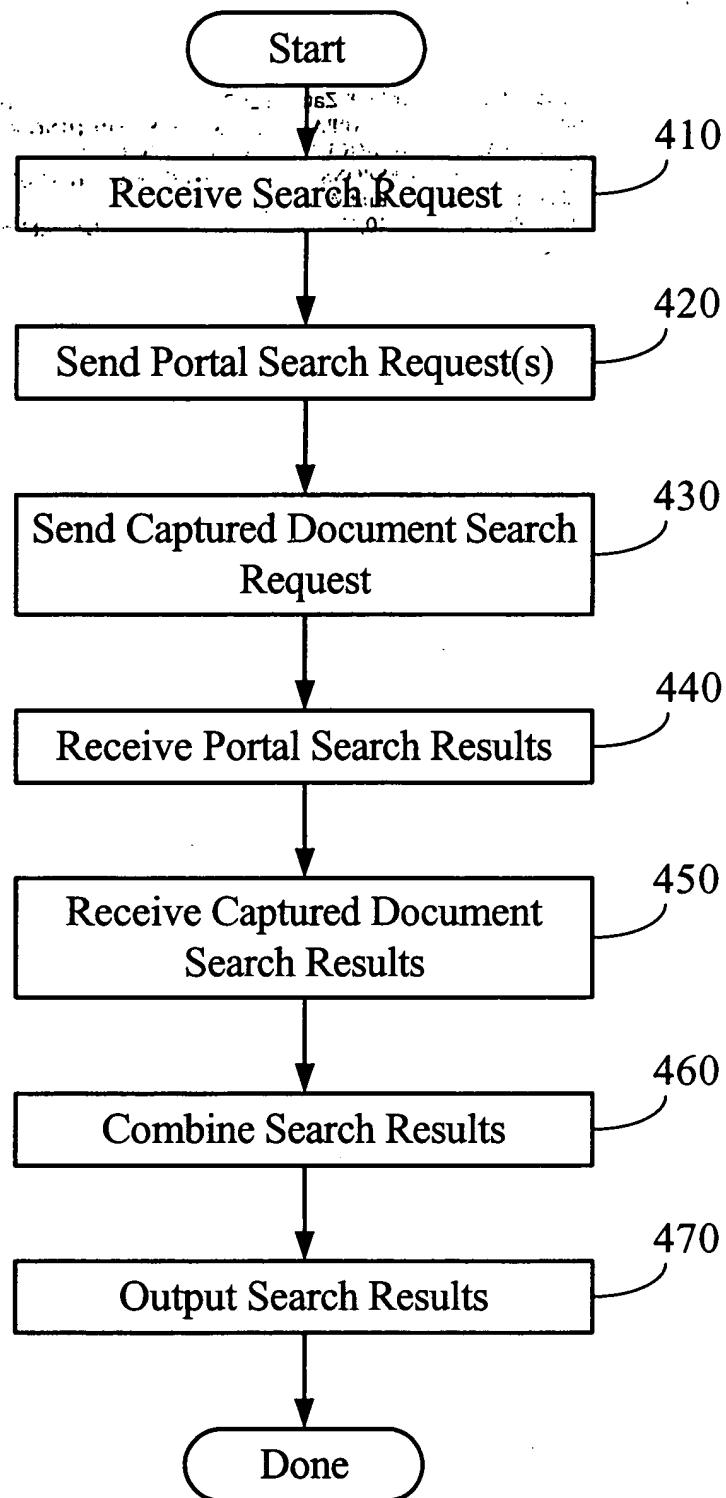 Start
410
Receive Search Request
420
Send Portal Search Request(s)
430
Send Captured Document Search
Request
440
Receive Portal Search Results
450
Receive Captured Document
Search Results
460
Combine Search Results
470
Output Search Results
Done